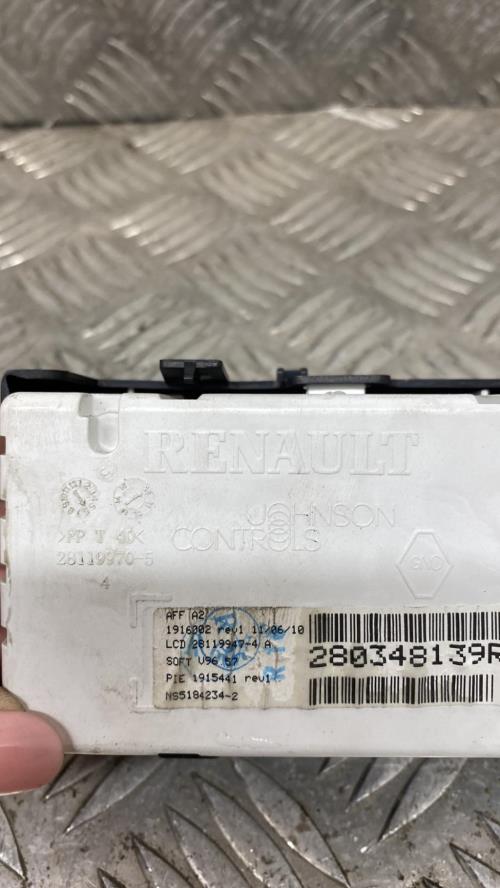 RENAULT
JOHNSON
CONTROLS
>PP T 40<
28119970-5
4
GNO
AFF A2
1916002 rev1 11/06/10
LCD 28119947-4 A
SOFT V96.57
PIE 1915441 rev1
NS5184234-2
280348139R